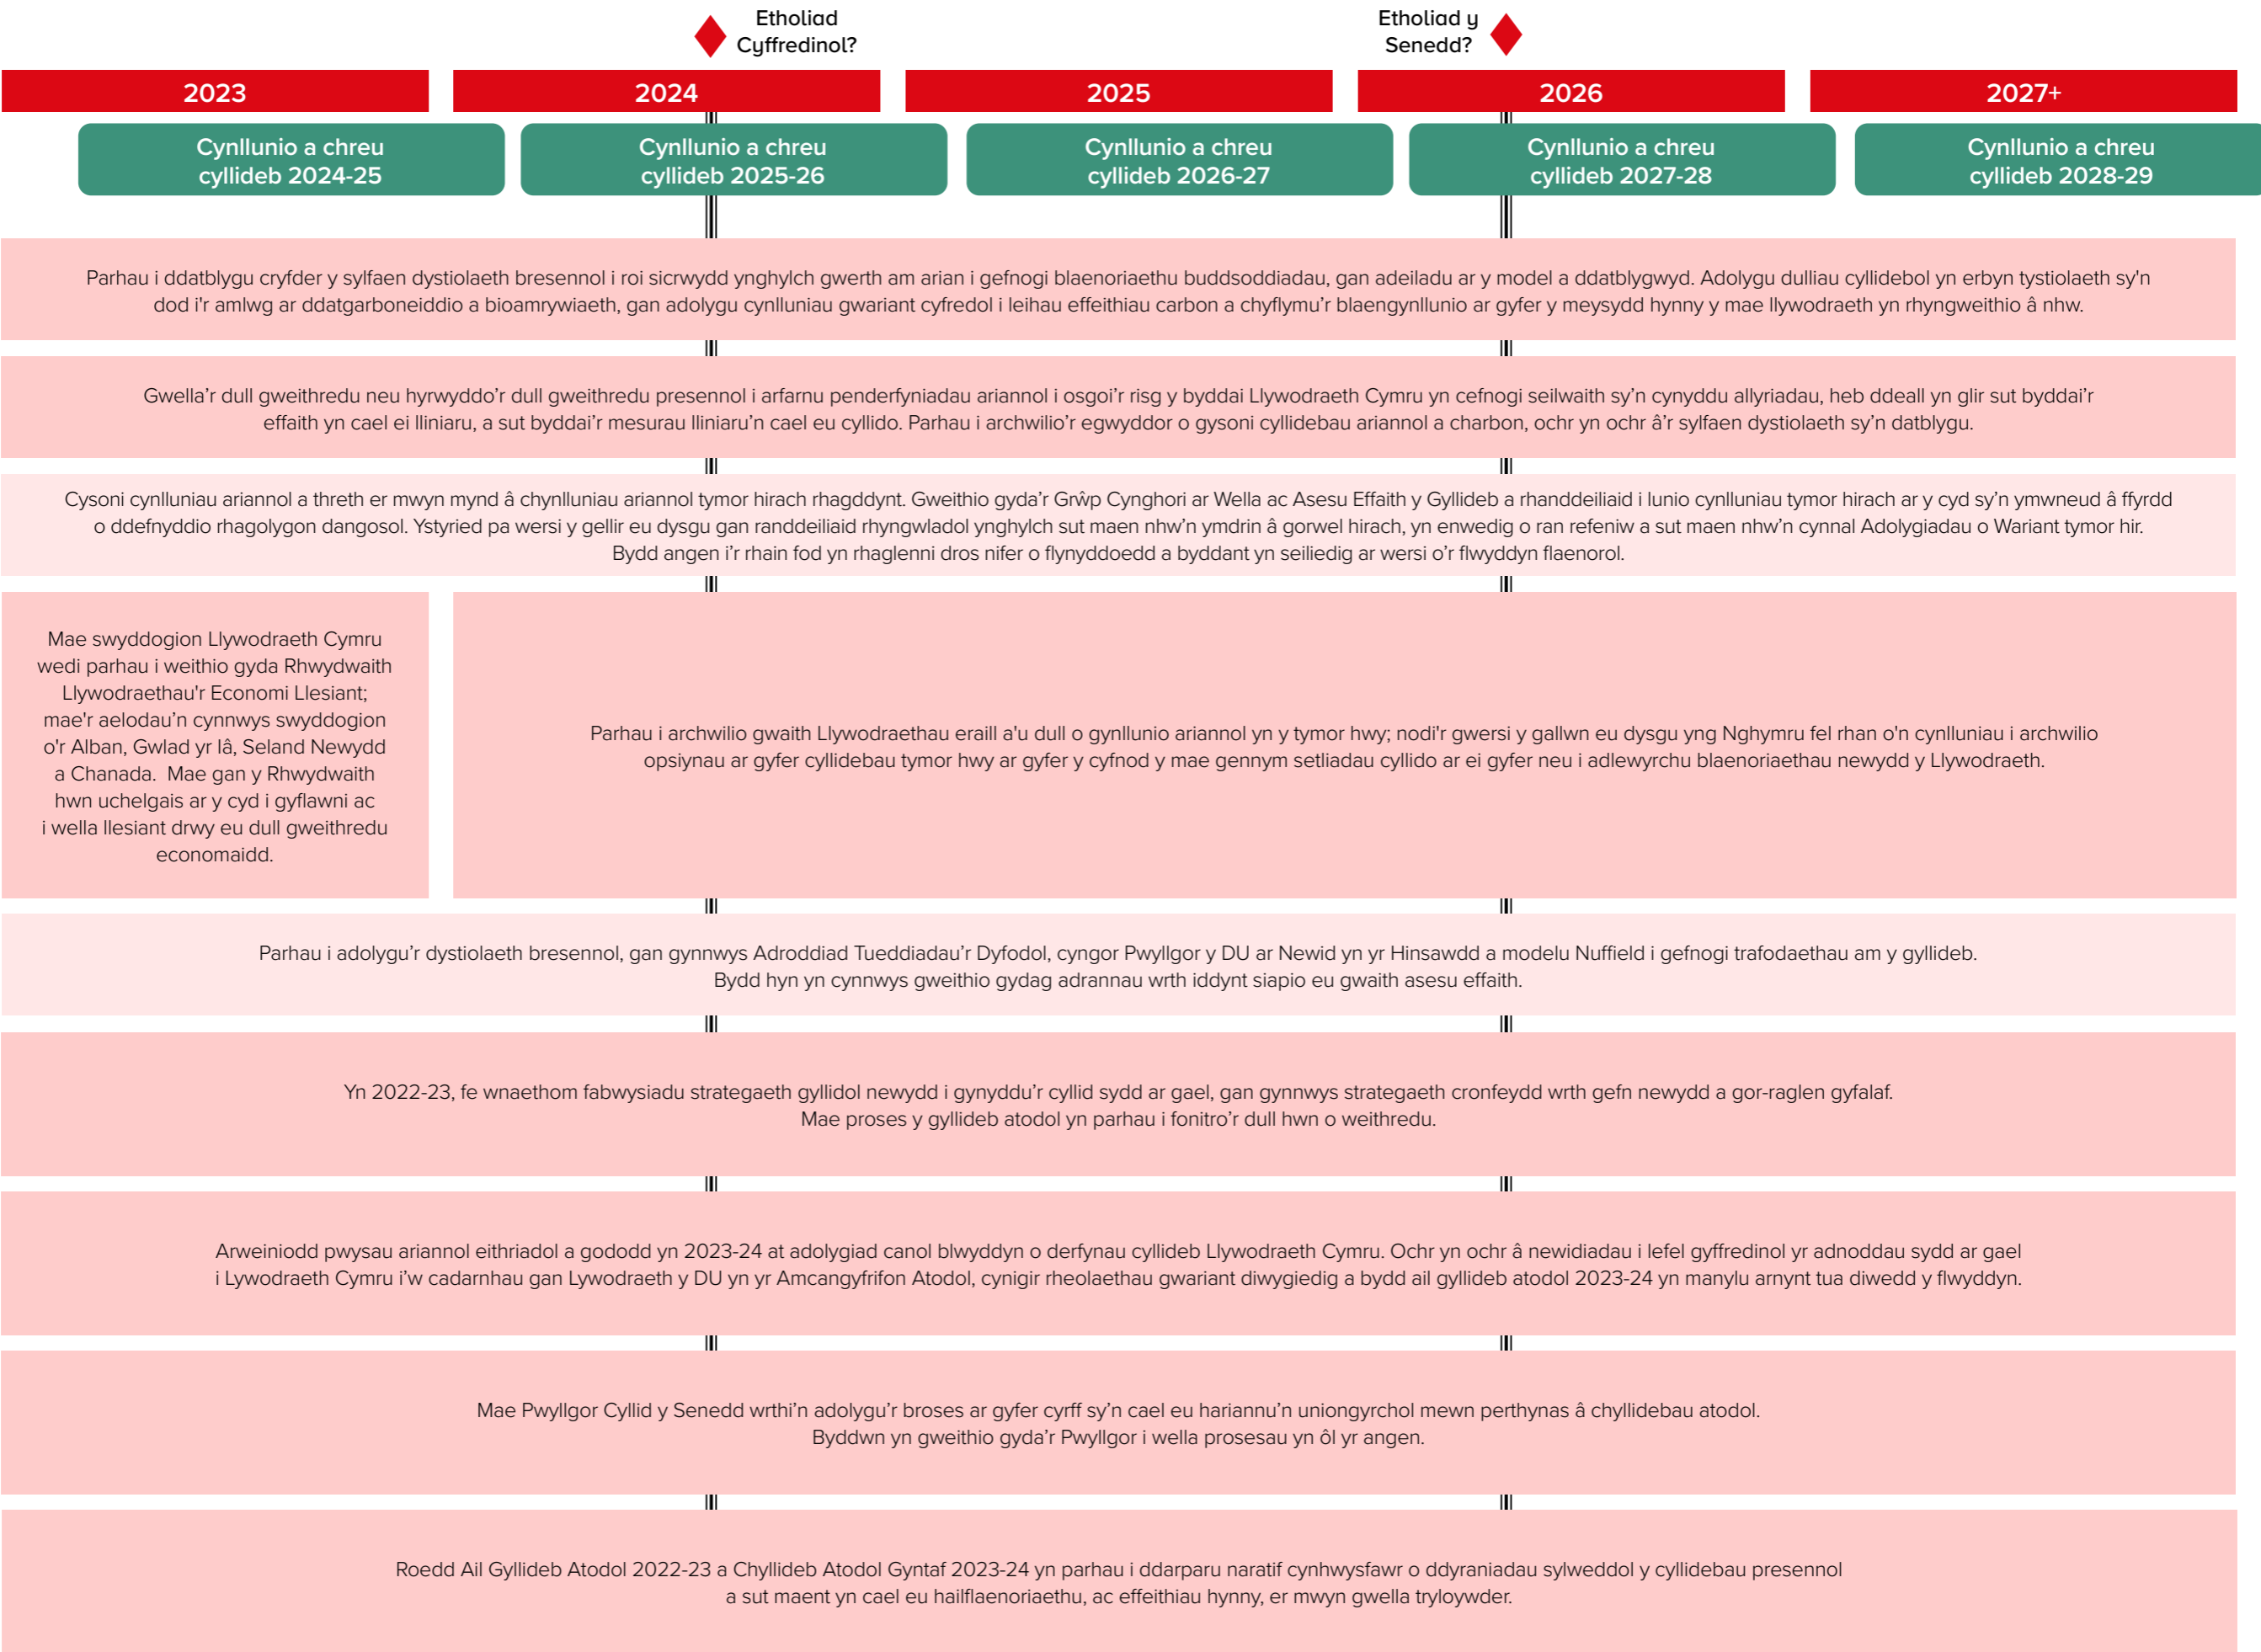 Etholiad
Cyffredinol?
Etholiad y
Senedd?
2023
2024
2025
2026
2027+
Cynllunio a chreu
cyllideb 2024-25
Cynllunio a chreu
cyllideb 2025-26
Cynllunio a chreu
cyllideb 2026-27
Cynllunio a chreu
cyllideb 2027-28
Cynllunio a chreu
cyllideb 2028-29
Parhau i ddatblygu cryfder y sylfaen dystiolaeth bresennol i roi sicrwydd ynghylch gwerth am arian i gefnogi blaenoriaethu buddsoddiadau, gan adeiladu ar y model a ddatblygwyd. Adolygu dulliau cyllidebol yn erbyn tystiolaeth sy'n
dod i'r amlwg ar ddatgarboneiddio a bioamrywiaeth, gan adolygu cynlluniau gwariant cyfredol i leihau effeithiau carbon a chyflymu’r blaengynllunio ar gyfer y meysydd hynny y mae llywodraeth yn rhyngweithio â nhw.
Gwella’r dull gweithredu neu hyrwyddo’r dull gweithredu presennol i arfarnu penderfyniadau ariannol i osgoi’r risg y byddai Llywodraeth Cymru yn cefnogi seilwaith sy’n cynyddu allyriadau, heb ddeall yn glir sut byddai’r
effaith yn cael ei lliniaru, a sut byddai’r mesurau lliniaru’n cael eu cyllido. Parhau i archwilio’r egwyddor o gysoni cyllidebau ariannol a charbon, ochr yn ochr â’r sylfaen dystiolaeth sy’n datblygu.
Cysoni cynlluniau ariannol a threth er mwyn mynd â chynlluniau ariannol tymor hirach rhagddynt. Gweithio gyda’r Grŵp Cynghori ar Wella ac Asesu Effaith y Gyllideb a rhanddeiliaid i lunio cynlluniau tymor hirach ar y cyd sy’n ymwneud â ffyrdd
o ddefnyddio rhagolygon dangosol. Ystyried pa wersi y gellir eu dysgu gan randdeiliaid rhyngwladol ynghylch sut maen nhw’n ymdrin â gorwel hirach, yn enwedig o ran refeniw a sut maen nhw’n cynnal Adolygiadau o Wariant tymor hir.
Bydd angen i’r rhain fod yn rhaglenni dros nifer o flynyddoedd a byddant yn seiliedig ar wersi o’r flwyddyn flaenorol.
Mae swyddogion Llywodraeth Cymru
wedi parhau i weithio gyda Rhwydwaith
Llywodraethau'r Economi Llesiant;
mae'r aelodau’n cynnwys swyddogion
o'r Alban, Gwlad yr Iâ, Seland Newydd
a Chanada. Mae gan y Rhwydwaith
hwn uchelgais ar y cyd i gyflawni ac
i wella llesiant drwy eu dull gweithredu
economaidd.
Parhau i archwilio gwaith Llywodraethau eraill a'u dull o gynllunio ariannol yn y tymor hwy; nodi'r gwersi y gallwn eu dysgu yng Nghymru fel rhan o'n cynlluniau i archwilio
opsiynau ar gyfer cyllidebau tymor hwy ar gyfer y cyfnod y mae gennym setliadau cyllido ar ei gyfer neu i adlewyrchu blaenoriaethau newydd y Llywodraeth.
Parhau i adolygu’r dystiolaeth bresennol, gan gynnwys Adroddiad Tueddiadau’r Dyfodol, cyngor Pwyllgor y DU ar Newid yn yr Hinsawdd a modelu Nuffield i gefnogi trafodaethau am y gyllideb.
Bydd hyn yn cynnwys gweithio gydag adrannau wrth iddynt siapio eu gwaith asesu effaith.
Yn 2022-23, fe wnaethom fabwysiadu strategaeth gyllidol newydd i gynyddu’r cyllid sydd ar gael, gan gynnwys strategaeth cronfeydd wrth gefn newydd a gor-raglen gyfalaf.
Mae proses y gyllideb atodol yn parhau i fonitro’r dull hwn o weithredu.
Arweiniodd pwysau ariannol eithriadol a gododd yn 2023-24 at adolygiad canol blwyddyn o derfynau cyllideb Llywodraeth Cymru. Ochr yn ochr â newidiadau i lefel gyffredinol yr adnoddau sydd ar gael
i Lywodraeth Cymru i’w cadarnhau gan Lywodraeth y DU yn yr Amcangyfrifon Atodol, cynigir rheolaethau gwariant diwygiedig a bydd ail gyllideb atodol 2023-24 yn manylu arnynt tua diwedd y flwyddyn.
Mae Pwyllgor Cyllid y Senedd wrthi’n adolygu’r broses ar gyfer cyrff sy’n cael eu hariannu’n uniongyrchol mewn perthynas â chyllidebau atodol.
Byddwn yn gweithio gyda’r Pwyllgor i wella prosesau yn ôl yr angen.
Roedd Ail Gyllideb Atodol 2022-23 a Chyllideb Atodol Gyntaf 2023-24 yn parhau i ddarparu naratif cynhwysfawr o ddyraniadau sylweddol y cyllidebau presennol
a sut maent yn cael eu hailflaenoriaethu, ac effeithiau hynny, er mwyn gwella tryloywder.